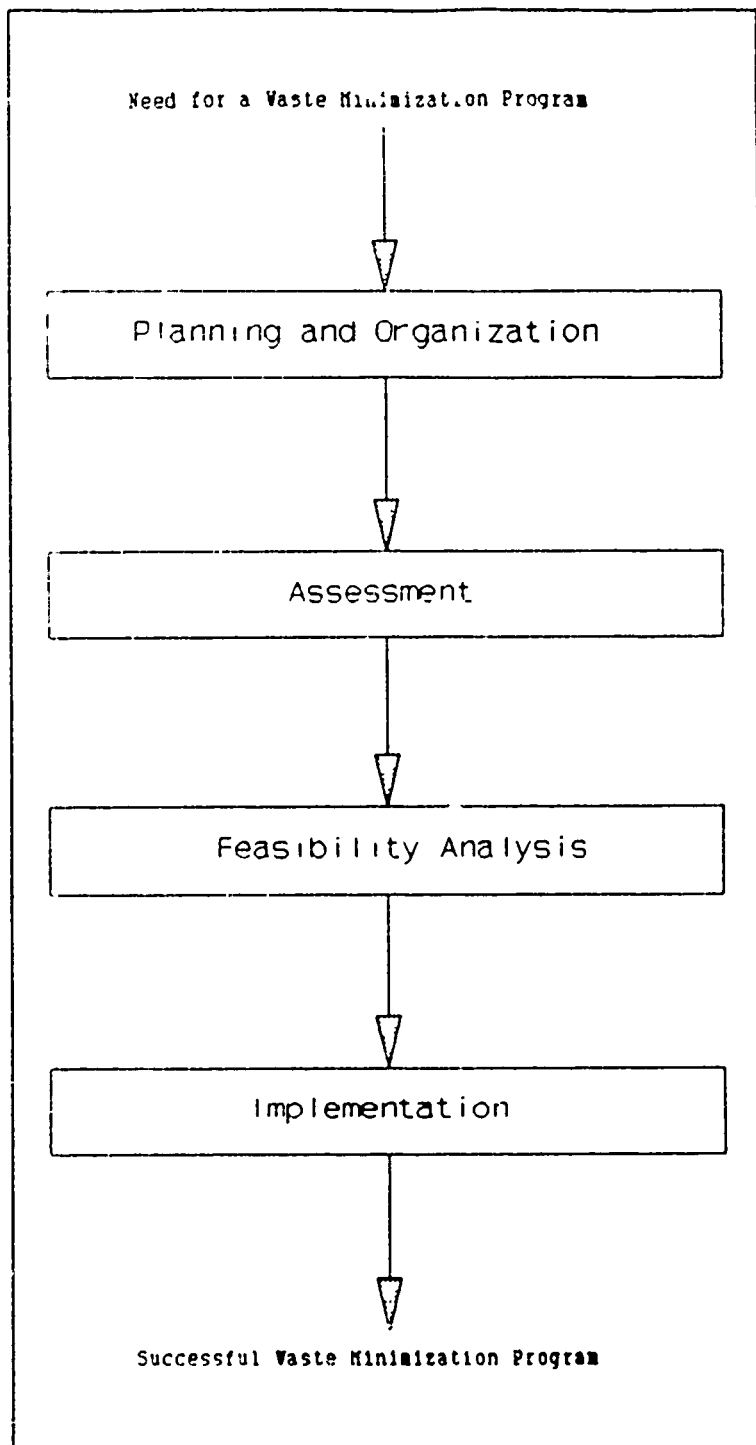 Need for a Waste Minimization Program
Planning and Organization
Assessment
Feasibility Analysis
Implementation
Successful Waste Minimization Program